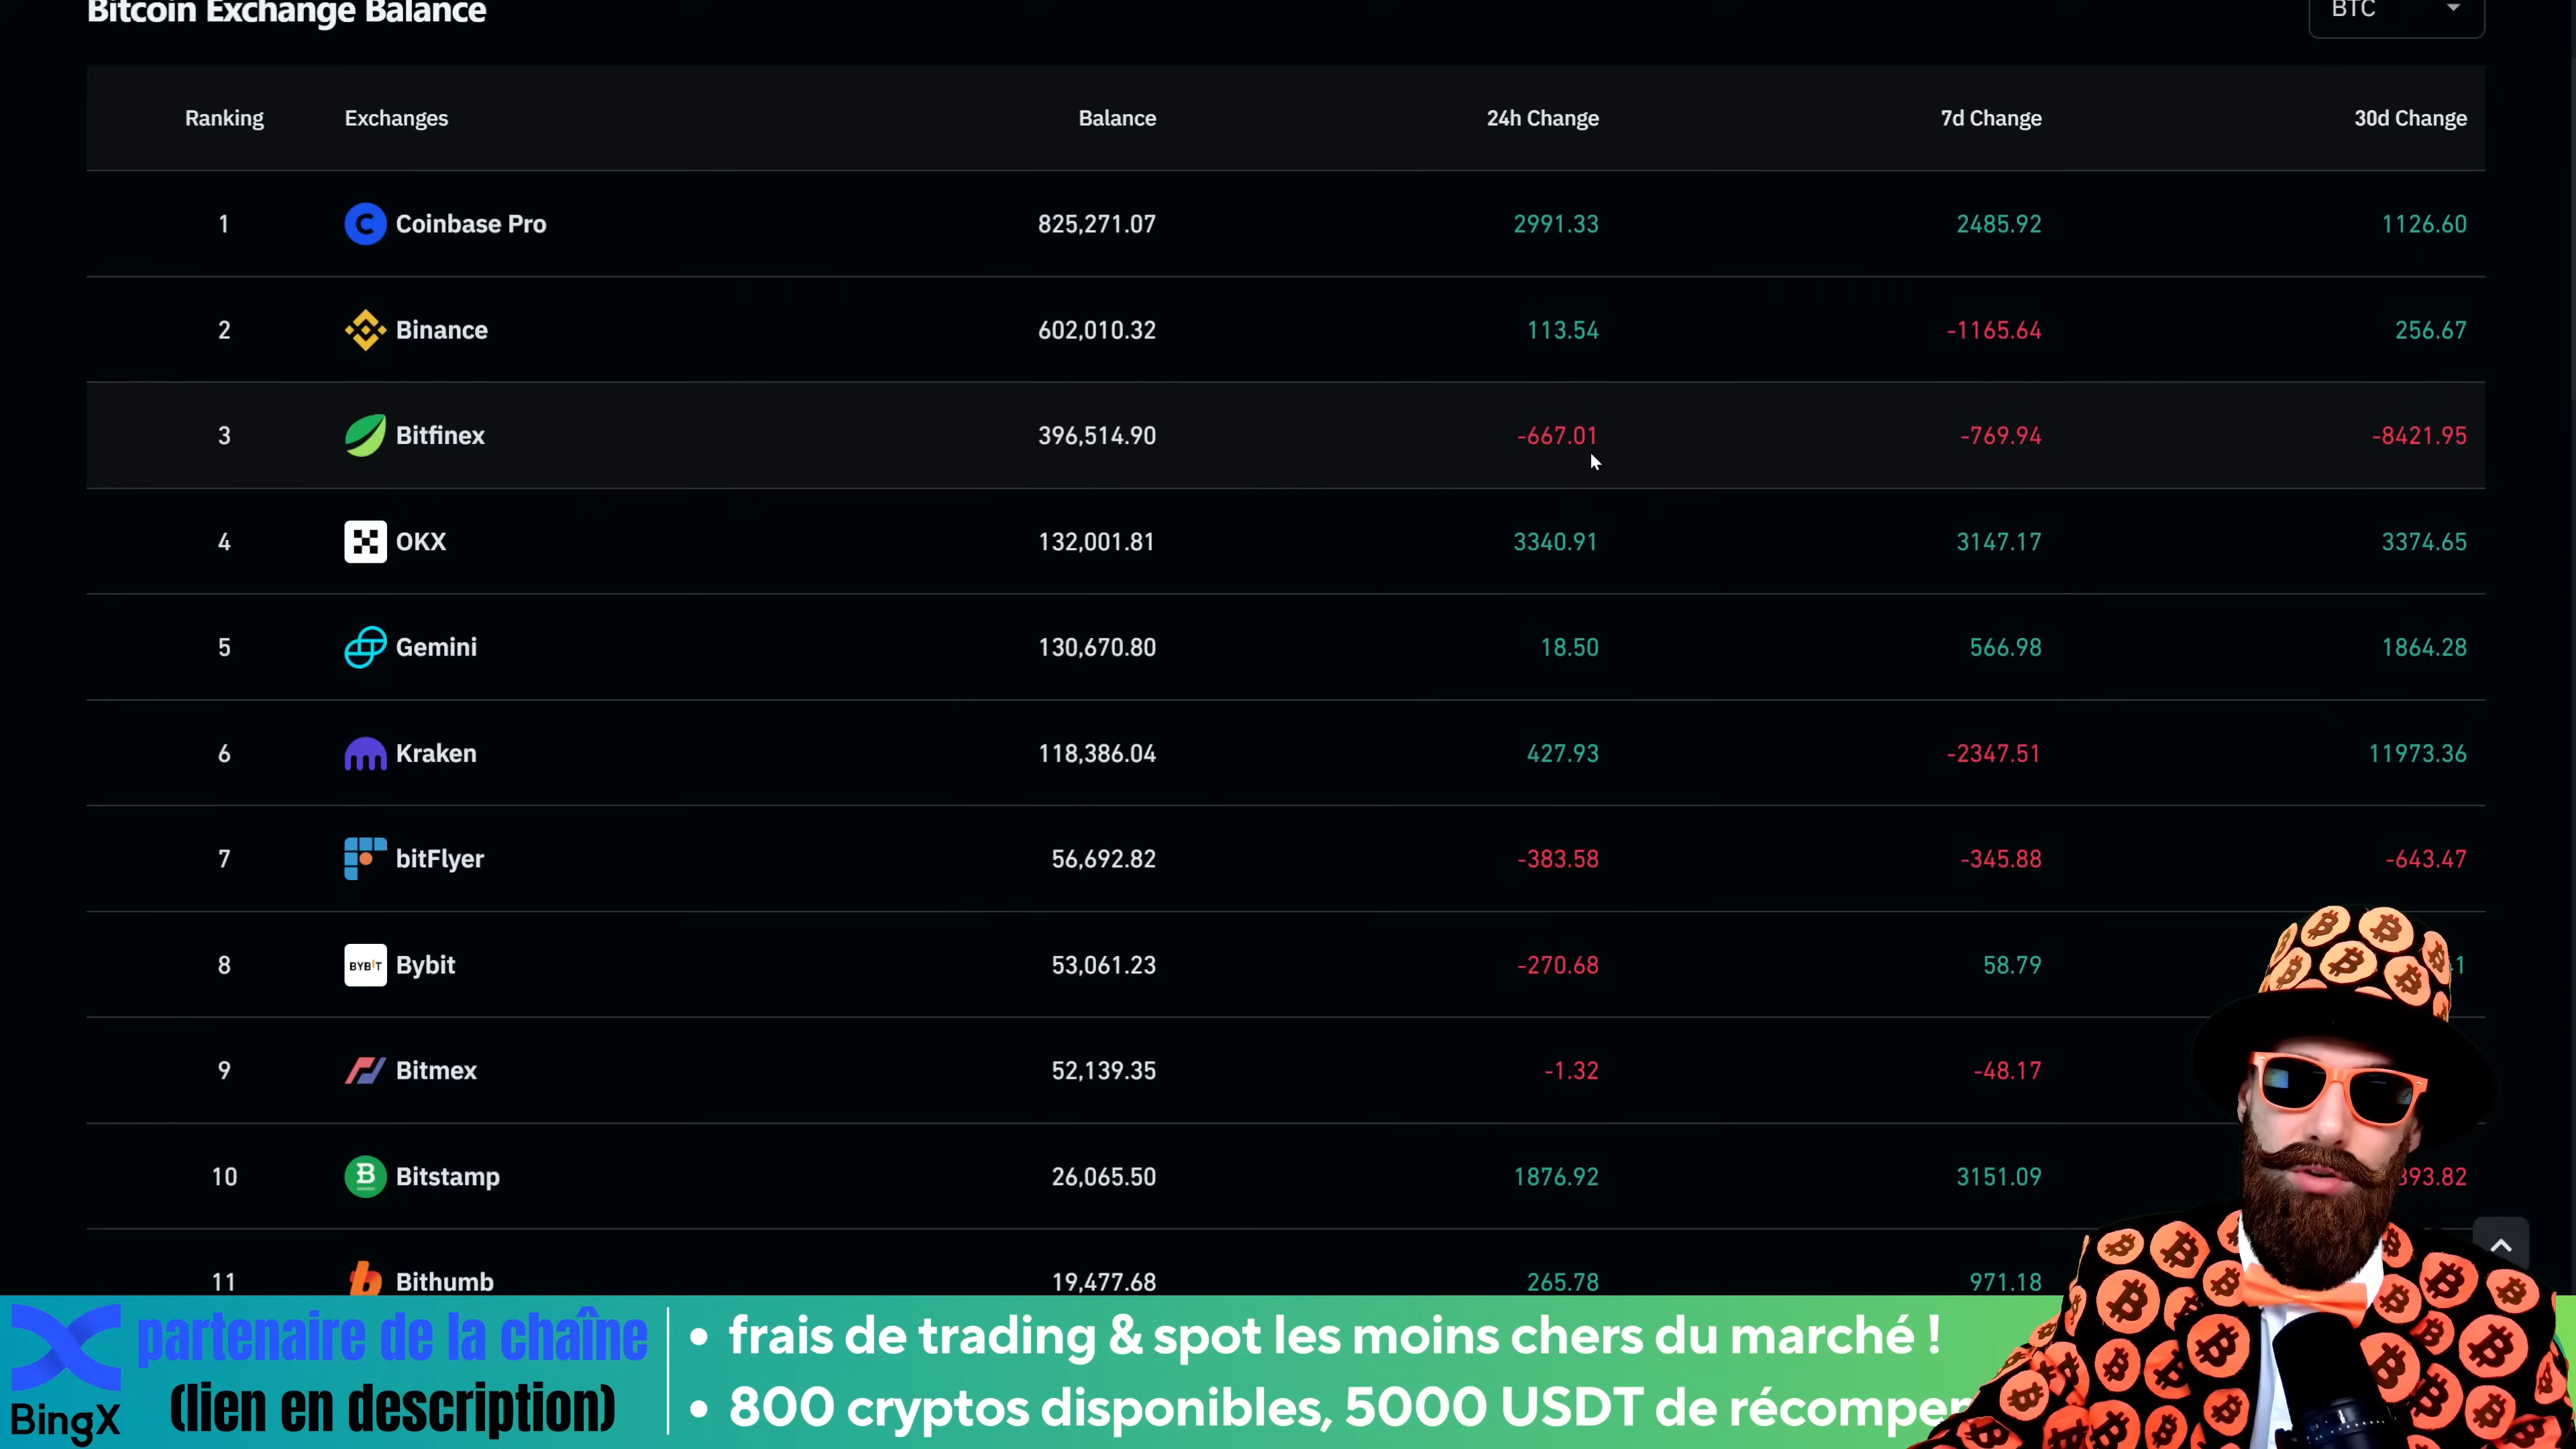 Bitcoin Exchange Balance
BTC
Ranking Exchanges Balance 24h Change 7d Change 30d Change
1 Coinbase Pro 825,271.07 2991.33 2485.92 1126.60
2 Binance 602,010.32 113.54 -1165.64 256.67
3 Bitfinex 396,514.90 -667.01 -769.94 -8421.95
4 OKX 132,001.81 3340.91 3147.17 3374.65
5 Gemini 130,670.80 18.50 566.98 1864.28
6 Kraken 118,386.04 427.93 -2347.51 11973.36
7 bitFlyer 56,692.82 -383.58 -345.88 -643.47
8 BYBIT Bybit 53,061.23 -270.68 58.79
9 Bitmex 52,139.35 -1.32 -48.17
10 Bitstamp 26,065.50 1876.92 3151.09
11 Bithumb 19,477.68 265.78 971.18
BingX
partenaire de la chaîne
(lien en description)
• frais de trading & spot les moins chers du marché !
• 800 cryptos disponibles, 5000 USDT de récompen